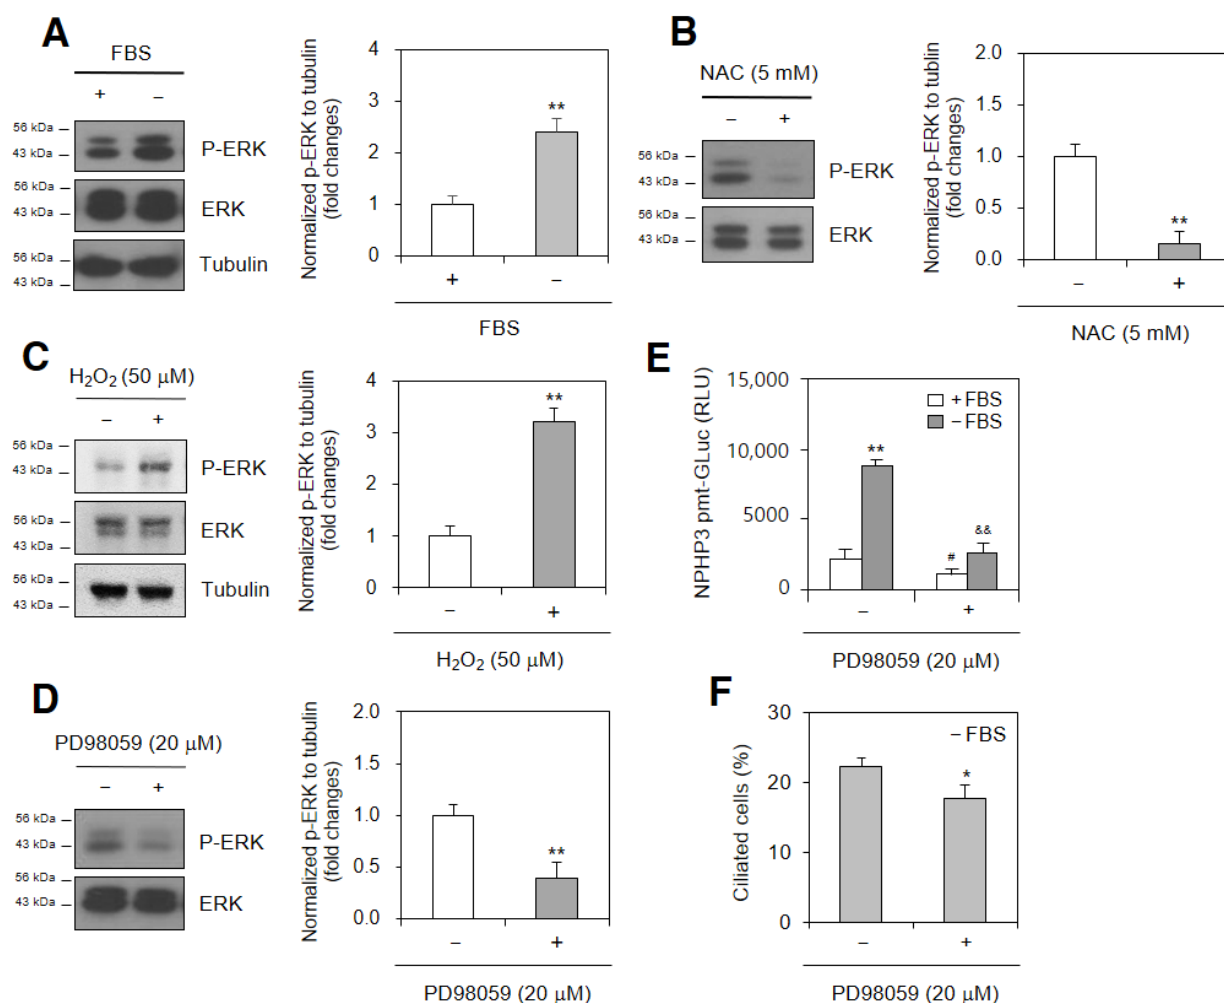 A
FBS
+ −
56 kDa
43 kDa
P-ERK
56 kDa
43 kDa
ERK
56 kDa
43 kDa
Tubulin
Normalized p-ERK to tubulin
(fold changes)
4
3
2
1
0
**
+ −
FBS
B
NAC (5 mM)
− +
56 kDa
43 kDa
P-ERK
56 kDa
43 kDa
ERK
Normalized p-ERK to tublin
(fold changes)
2.0
1.5
1.0
0.5
0.0
**
− +
NAC (5 mM)
C
H₂O₂ (50 μM)
− +
56 kDa
43 kDa
P-ERK
56 kDa
43 kDa
ERK
56 kDa
43 kDa
Tubulin
Normalized p-ERK to tubulin
(fold changes)
4
3
2
1
0
**
− +
H₂O₂ (50 μM)
E
NPHP3 pmt-GLuc (RLU)
15,000
10,000
5000
0
+ FBS
− FBS
**
#
&&
− +
PD98059 (20 μM)
D
PD98059 (20 μM)
− +
56 kDa
43 kDa
P-ERK
56 kDa
43 kDa
ERK
Normalized p-ERK to tubulin
(fold changes)
2.0
1.5
1.0
0.5
0.0
**
− +
PD98059 (20 μM)
F
Ciliated cells (%)
30
20
10
0
− FBS
*
− +
PD98059 (20 μM)